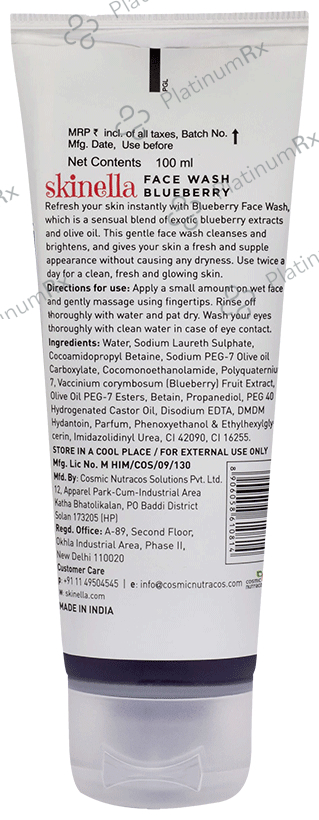 PlatinumRx
PGL
MRP ₹ incl. of all taxes, Batch No.
Mfg. Date, Use before
Net Contents 100 ml
skinella FACE WASH
BLUEBERRY
Refresh your skin instantly with Blueberry Face Wash,
which is a sensual blend of exotic blueberry extracts
and olive oil. This gentle face wash cleanses and
brightens, and gives your skin a fresh and supple
appearance without causing any dryness. Use twice a
day for a clean, fresh and glowing skin.
Directions for use: Apply a small amount on wet face
and gently massage using fingertips. Rinse off
thoroughly with water and pat dry. Wash your eyes
thoroughly with clean water in case of eye contact.
Ingredients: Water, Sodium Laureth Sulphate,
Cocoamidopropyl Betaine, Sodium PEG-7 Olive oil
Carboxylate, Cocomonoethanolamide, Polyquaternium
7, Vaccinium corymbosum (Blueberry) Fruit Extract,
Olive Oil PEG-7 Esters, Betain, Propanediol, PEG 40
Hydrogenated Castor Oil, Disodium EDTA, DMDM
Hydantoin, Parfum, Phenoxyethanol & Ethylhexylgly
cerin, Imidazolidinyl Urea, CI 42090, CI 16255.
STORE IN A COOL PLACE / FOR EXTERNAL USE ONLY
Mfg. Lic No. M HIM/COS/09/130
Mfd. By: Cosmic Nutracos Solutions Pvt. Ltd.
12, Apparel Park-Cum-Industrial Area
Katha Bhatolikalan, PO Baddi District
Solan 173205 (HP)
Regd. Office: A-89, Second Floor,
Okhla Industrial Area, Phase II,
New Delhi 110020
Customer Care
p: +91 11 49504545 | e: info@cosmicnutracos.com
w. skinella.com
MADE IN INDIA
8906058610814
cosmic
nutracos